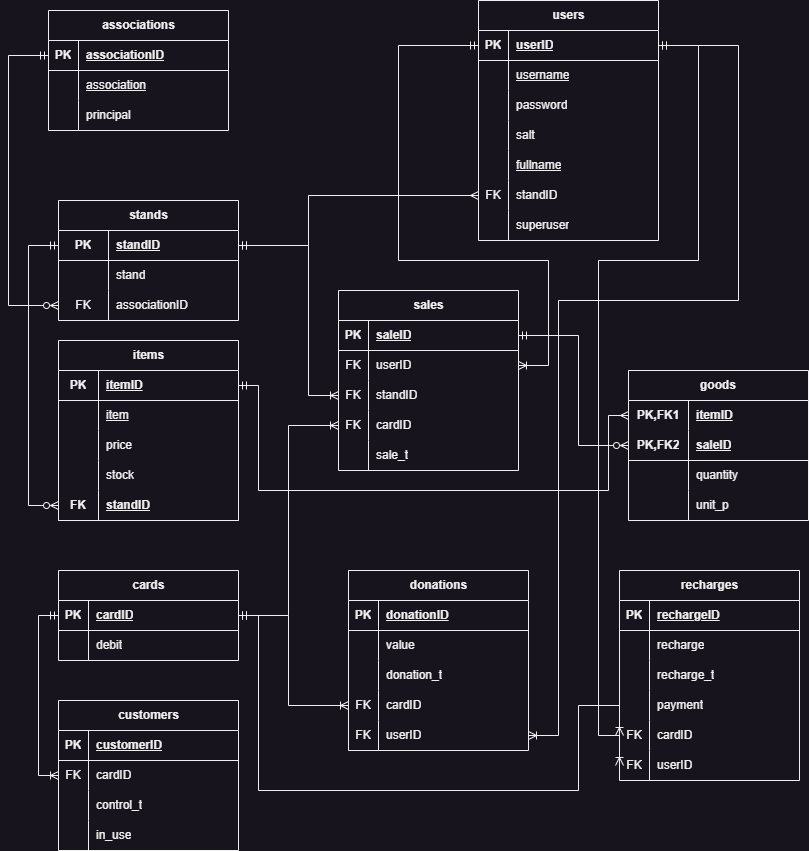 associations
PK associationID
association
principal
users
PK userID
username
password
salt
fullname
FK standID
superuser
stands
PK standID
stand
FK associationID
sales
PK saleID
FK userID
FK standID
FK cardID
sale_t
items
PK itemID
item
price
stock
FK standID
goods
PK,FK1 itemID
PK,FK2 saleID
quantity
unit_p
cards
PK cardID
debit
donations
PK donationID
value
donation_t
FK cardID
FK userID
recharges
PK rechargeID
recharge
recharge_t
payment
FK cardID
FK userID
customers
PK customerID
FK cardID
control_t
in_use